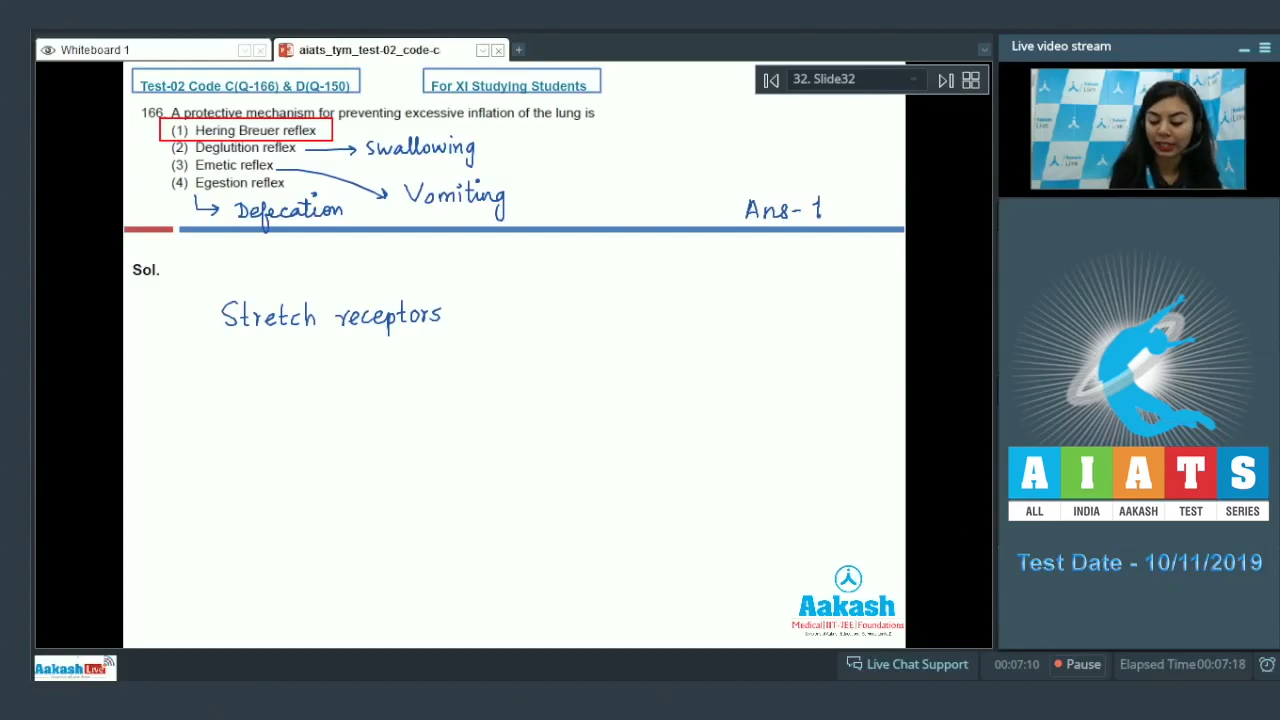 Whiteboard 1
aiats_tym_test-02_code-c
Live video stream
Test-02 Code C(Q-166) & D(Q-150)
For XI Studying Students
32. Slide32
166. A protective mechanism for preventing excessive inflation of the lung is
(1) Hering Breuer reflex
(2) Deglutition reflex
swallowing
(3) Emetic reflex
(4) Egestion reflex
Vomiting
Defecation
Ans- 1
Sol.
Stretch receptors
A I A T S
ALL INDIA AAKASH TEST SERIES
Test Date - 10/11/2019
Aakash
Medical|IIT-JEE|Foundations
Aakash Live
Live Chat Support
00:07:10
Pause
Elapsed Time 00:07:18